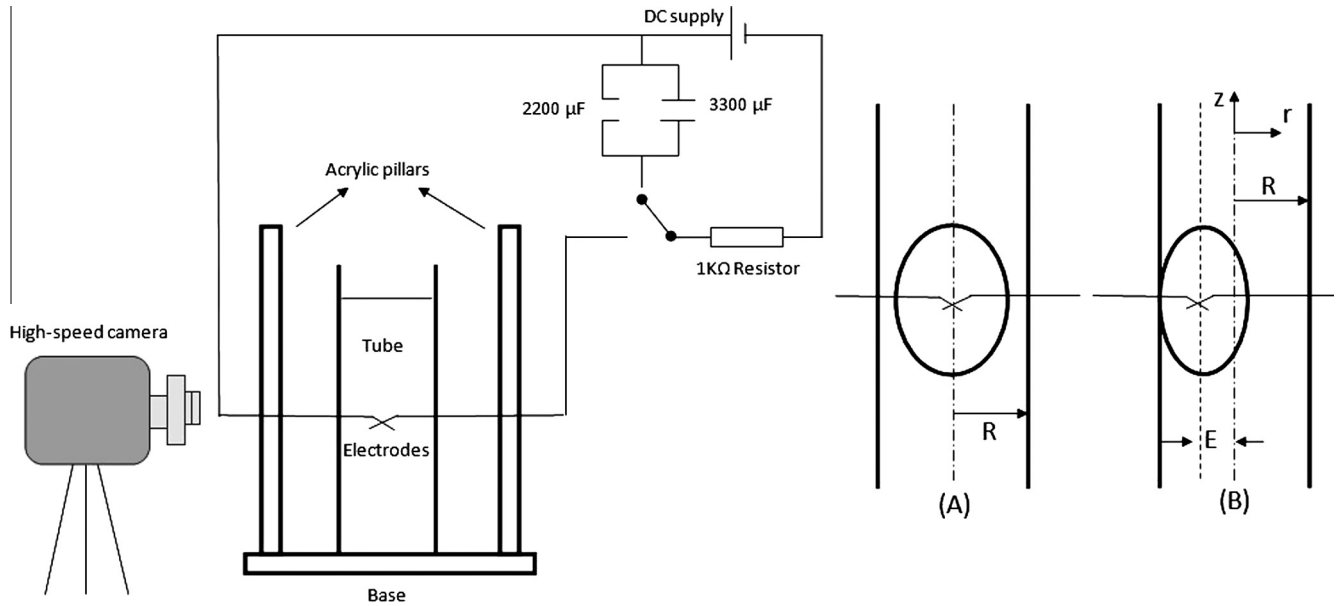 DC supply
2200 µF
3300 µF
Acrylic pillars
1KΩ Resistor
High-speed camera
Tube
Electrodes
Base
R
(A)
z
r
R
E
(B)